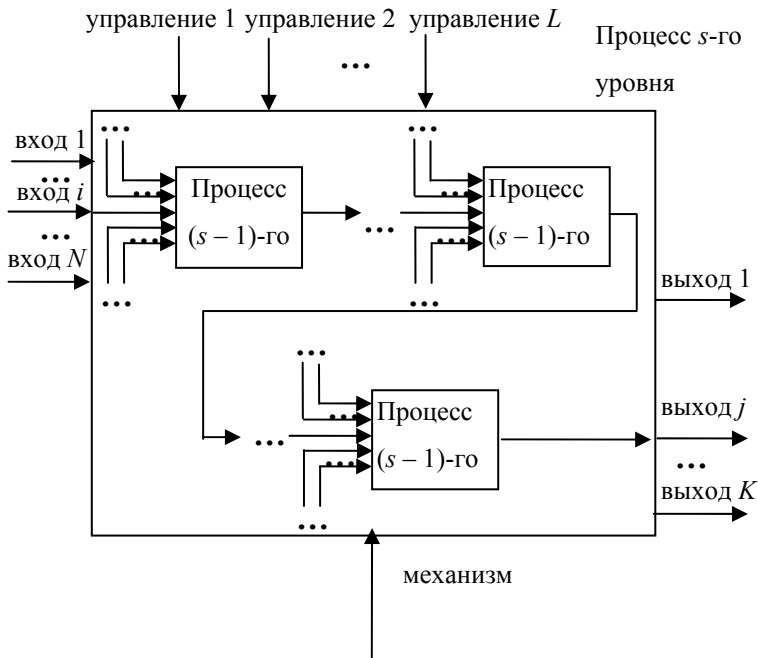 управление 1 управление 2 управление L
...
Процесс s-го
уровня
вход 1
...
вход i
...
вход N
...
...
Процесс
(s – 1)-го
...
...
...
...
...
Процесс
(s – 1)-го
...
...
выход 1
...
...
...
Процесс
(s – 1)-го
...
...
выход j
...
выход K
механизм